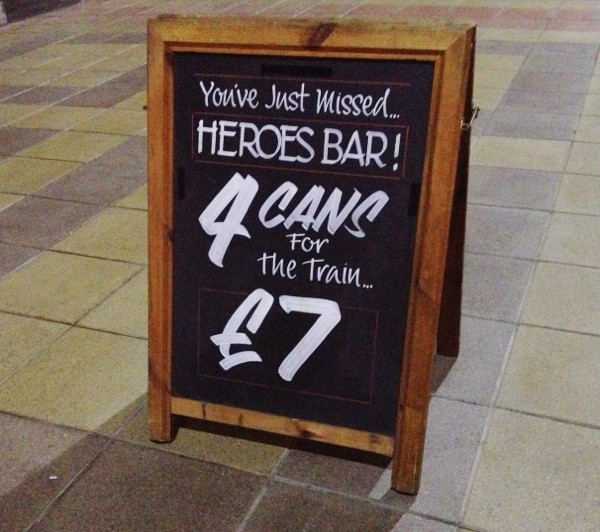 You've Just Missed...
HEROES BAR!
4 CANS
For
The Train...
£7